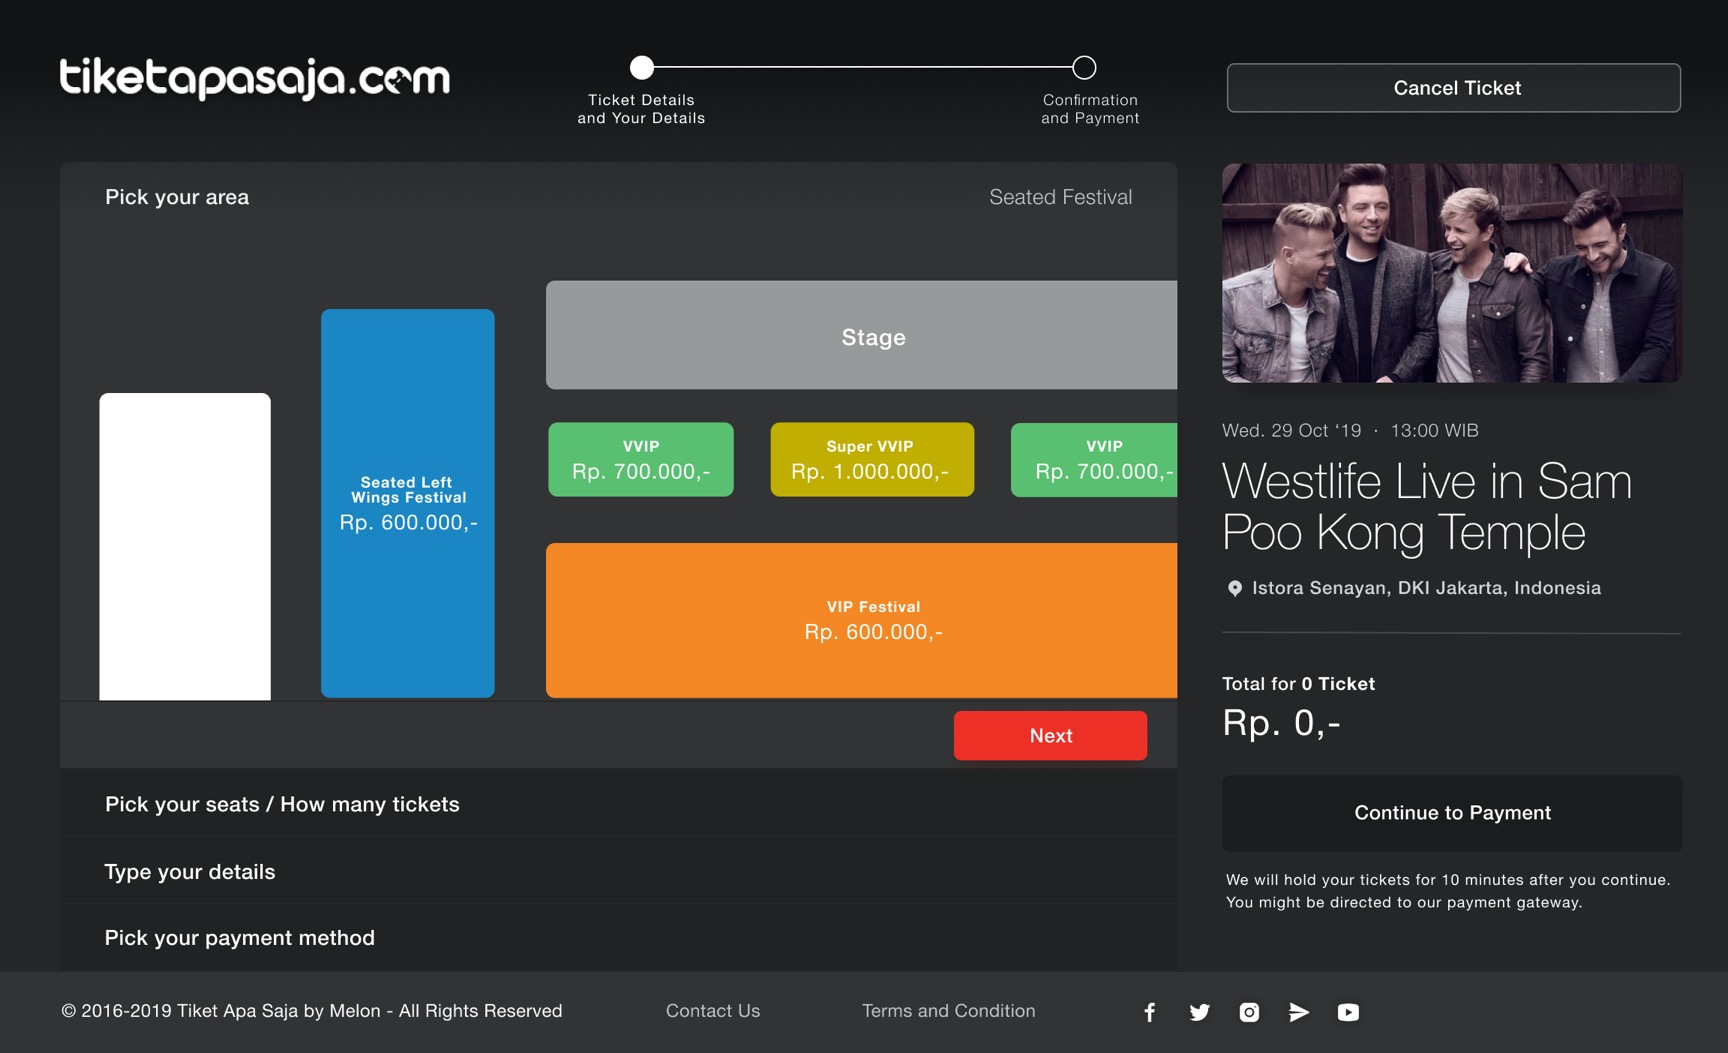 tiketapasaja.com
Ticket Details
and Your Details
Confirmation
and Payment
Cancel Ticket
Pick your area
Seated Festival
Stage
VVIP
Rp. 700.000,-
Super VVIP
Rp. 1.000.000,-
VVIP
Rp. 700.000,-
Seated Left
Wings Festival
Rp. 600.000,-
VIP Festival
Rp. 600.000,-
Next
Pick your seats / How many tickets
Type your details
Pick your payment method
Wed. 29 Oct ‘19 · 13:00 WIB
Westlife Live in Sam
Poo Kong Temple
Istora Senayan, DKI Jakarta, Indonesia
Total for 0 Ticket
Rp. 0,-
Continue to Payment
We will hold your tickets for 10 minutes after you continue.
You might be directed to our payment gateway.
© 2016-2019 Tiket Apa Saja by Melon - All Rights Reserved
Contact Us
Terms and Condition